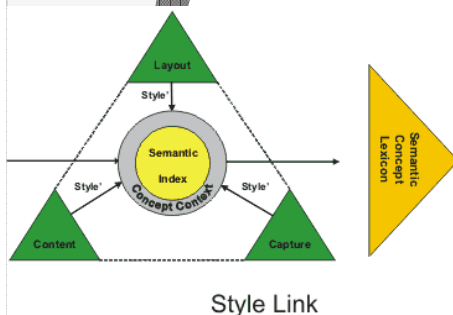 Layout
Style'
Semantic
Index
Concept Context
Style'
Style'
Content
Capture
Semantic
Concept
Lexicon
Style Link